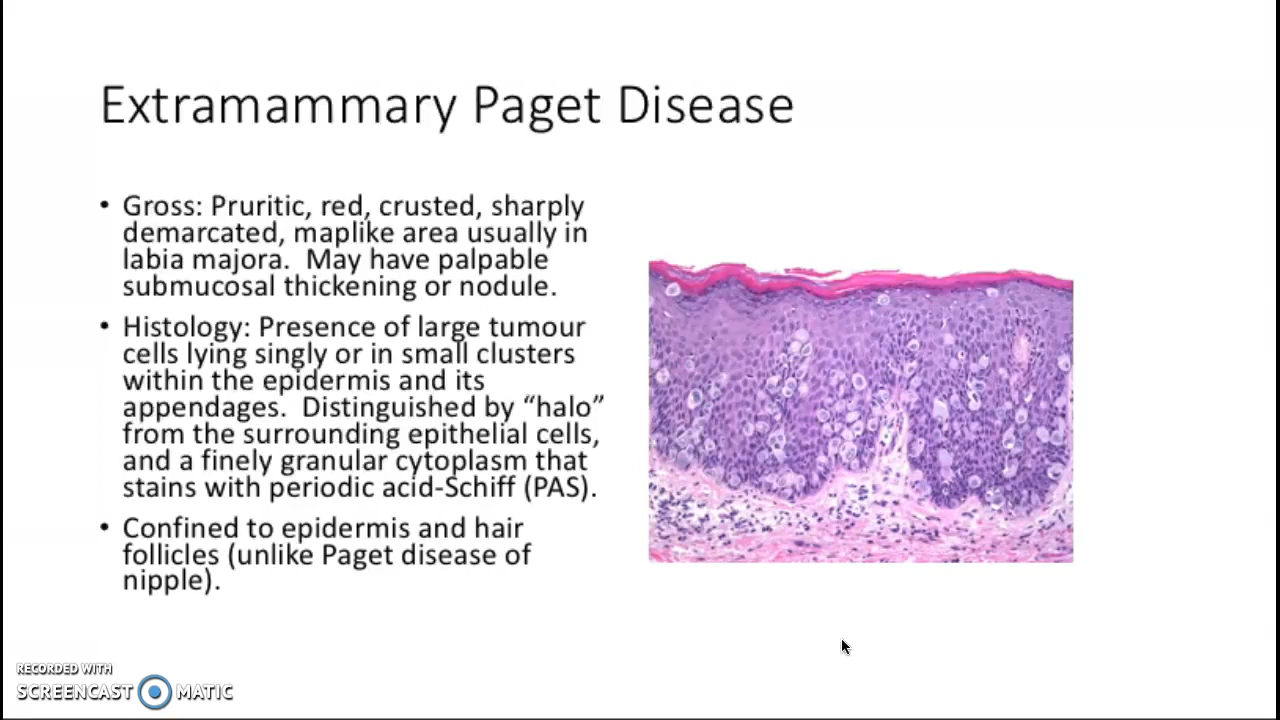 Extramammary Paget Disease
• Gross: Pruritic, red, crusted, sharply
demarcated, maplike area usually in
labia majora.  May have palpable
submucosal thickening or nodule.
• Histology: Presence of large tumour
cells lying singly or in small clusters
within the epidermis and its
appendages.  Distinguished by “halo”
from the surrounding epithelial cells,
and a finely granular cytoplasm that
stains with periodic acid-Schiff (PAS).
• Confined to epidermis and hair
follicles (unlike Paget disease of
nipple).
RECORDED WITH
SCREENCAST MATIC